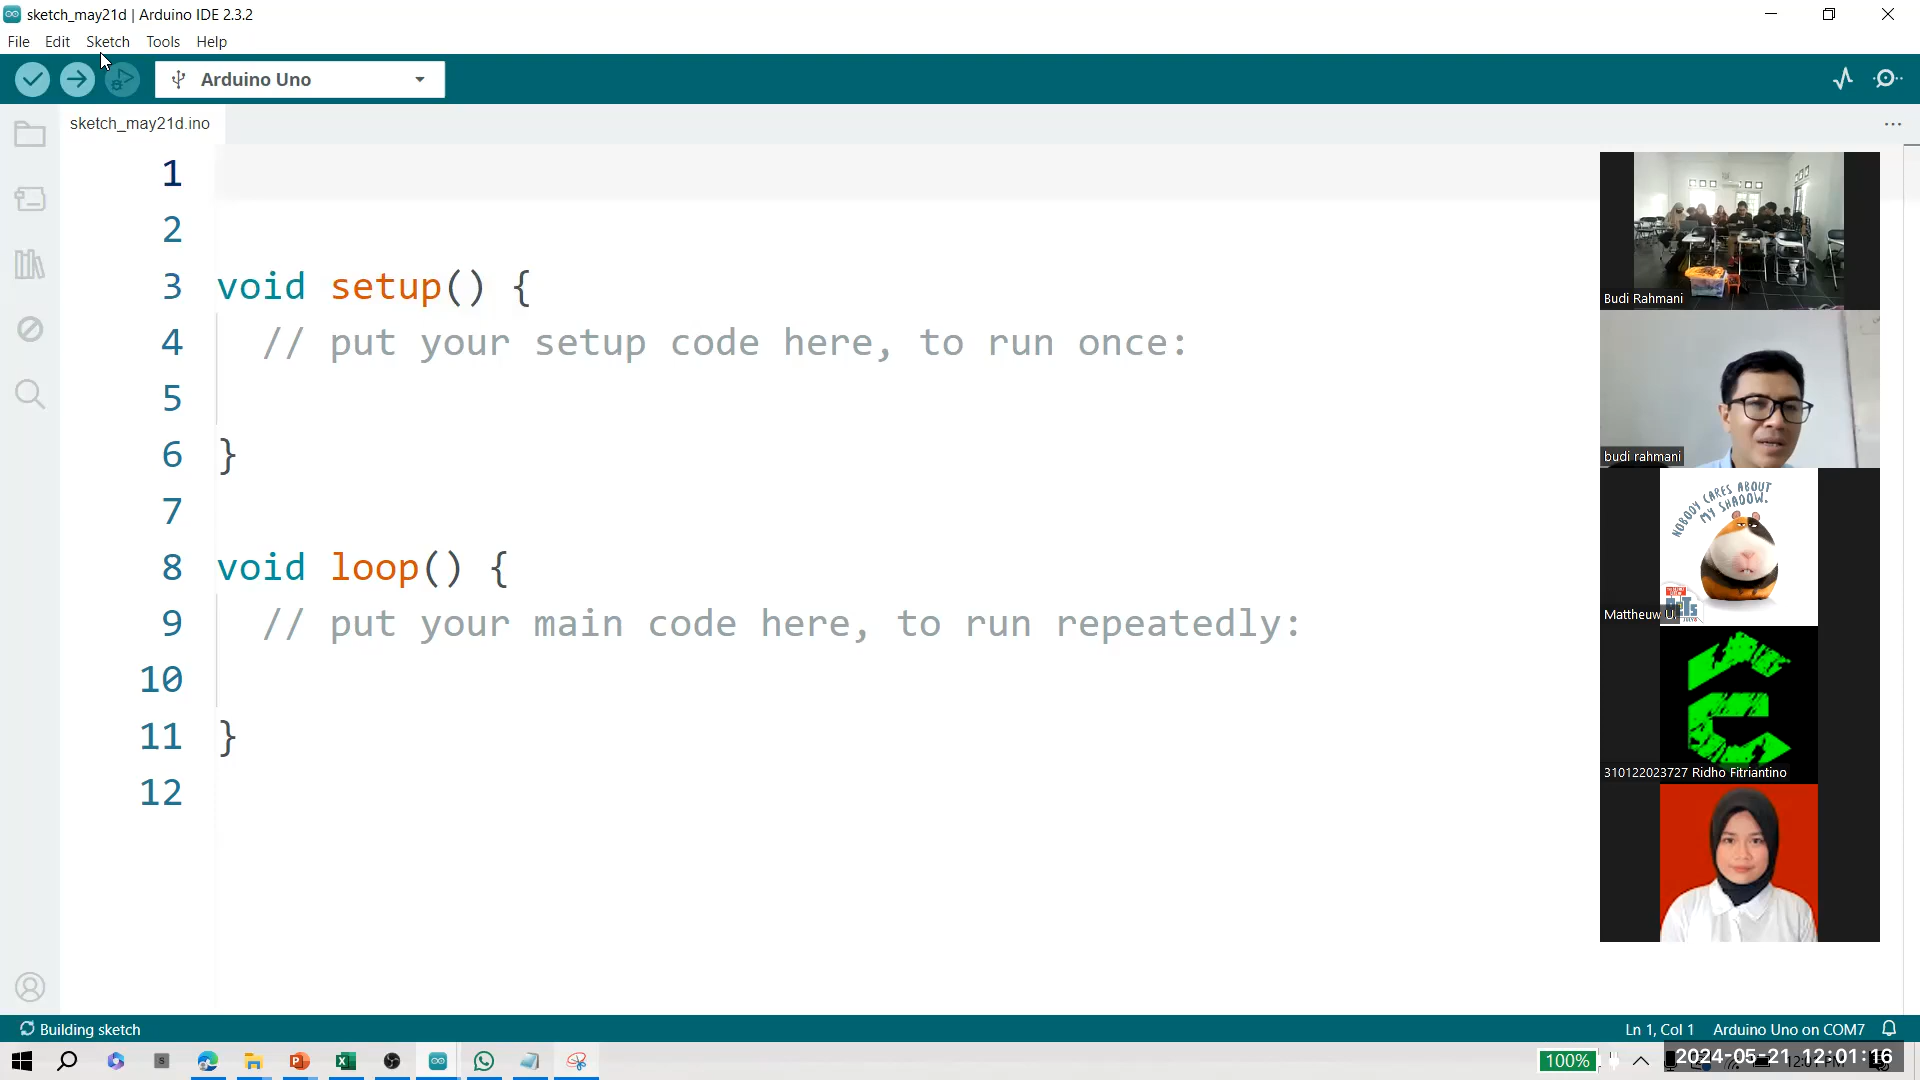 sketch_may21d | Arduino IDE 2.3.2
File Edit Sketch Tools Help
Arduino Uno
sketch_may21d.ino
1
2
3 void setup() {
4 // put your setup code here, to run once:
5
6 }
7
8 void loop() {
9 // put your main code here, to run repeatedly:
10
11 }
12
Budi Rahmani
budi rahmani
NOBODY CARES ABOUT
MY SHADOW.
Mattheuw U.
310122023727 Ridho Fitriantino
Building sketch
Ln 1, Col 1 Arduino Uno on COM7
100%
2024-05-21 12:01:16